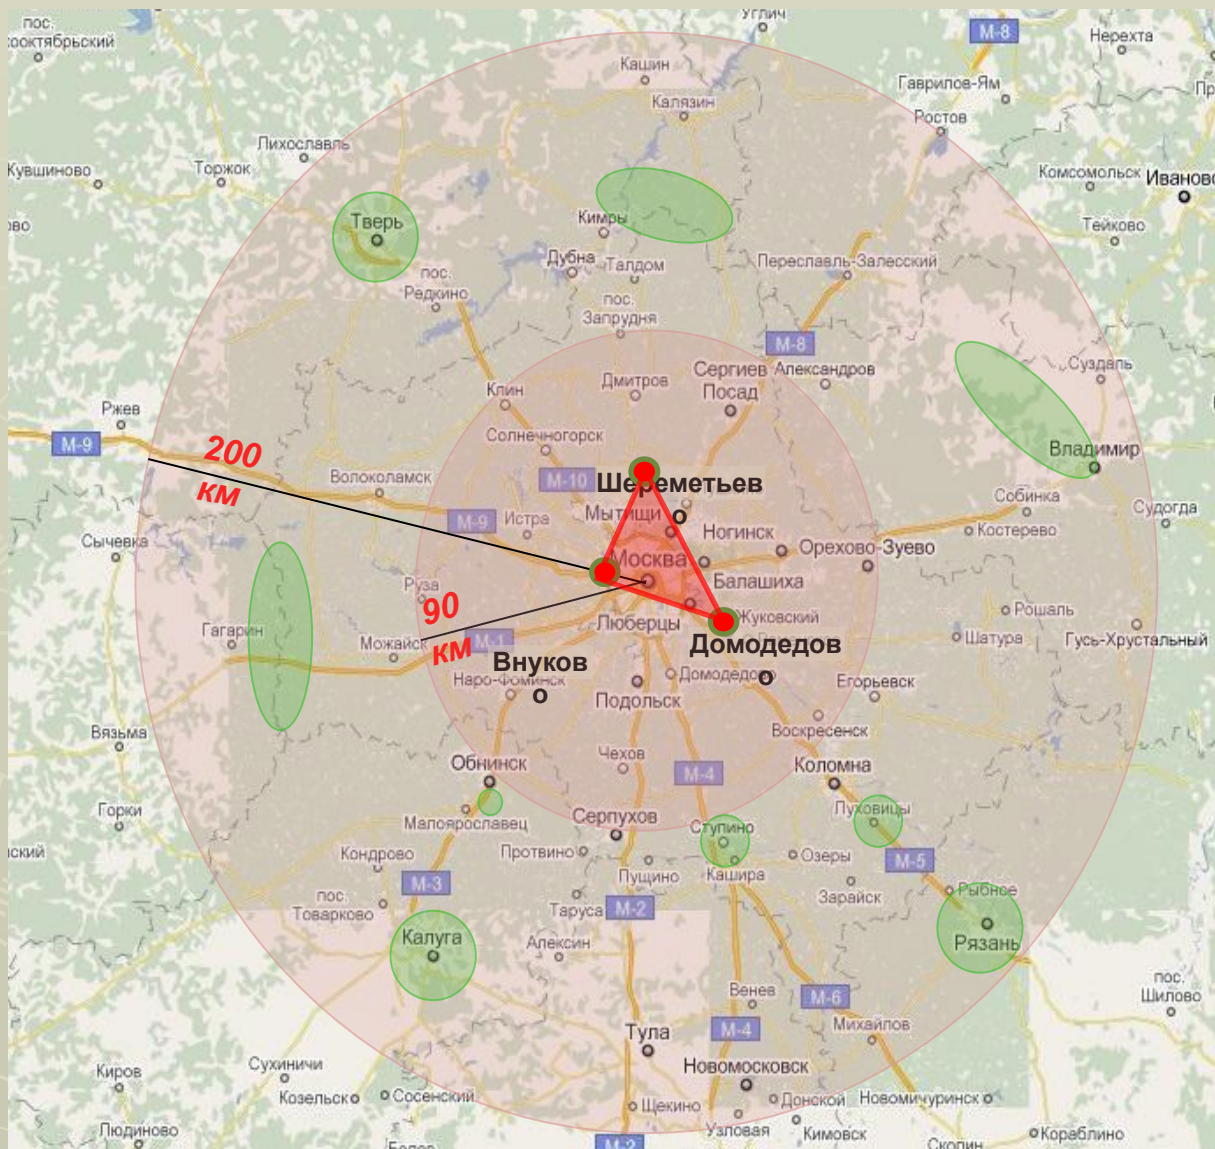 пос.
Углич
М-8
Нерехта
Кашин
Гаврилов-Ям
Калязин
Ростов
Лихославль
Кувшиново
Торжок
Комсомольск
Иваново
Тверь
Кимры
Тейково
Дубна
Талдом
Переславль-Залесский
пос.
Редкино
пос.
Запрудня
М-8
Суздаль
Сергиев
Посад
Александров
Дмитров
Клин
Ржев
М-9
Солнечногорск
Владимир
200
км
Волоколамск
М-10
Шереметьев
о
Собинка
Судогда
М-9
Истра
Мытищи
Ногинск
Костерево
Сычевка
Москва
Орехово-Зуево
Балашиха
Руза
90
км
Рошаль
Люберцы
Жуковский
Гагарин
Можайск
М-1
Шатура
Гусь-Хрустальный
Домодедов
о
Внуков
о
Наро-Фоминск
Домодедово
Егорьевск
Подольск
Вязьма
Воскресенск
Чехов
Обнинск
М-4
Коломна
Горки
Малоярославец
Серпухов
Ступино
Луховицы
Кондрово
Протвино
Озеры
М-5
Пущино
Кашира
М-3
пос.
Товарково
Зарайск
Рыбное
Таруса
М-2
Калуга
Алексин
Рязань
пос.
Шилово
Венев
М-6
Тула
М-4
Михайлов
Сухиничи
Новомосковск
Киров
Козельск
Сосенский
Щекино
Донской
Новомичуринск
Людиново
Узловая
Кимовск
Кораблино
М-2